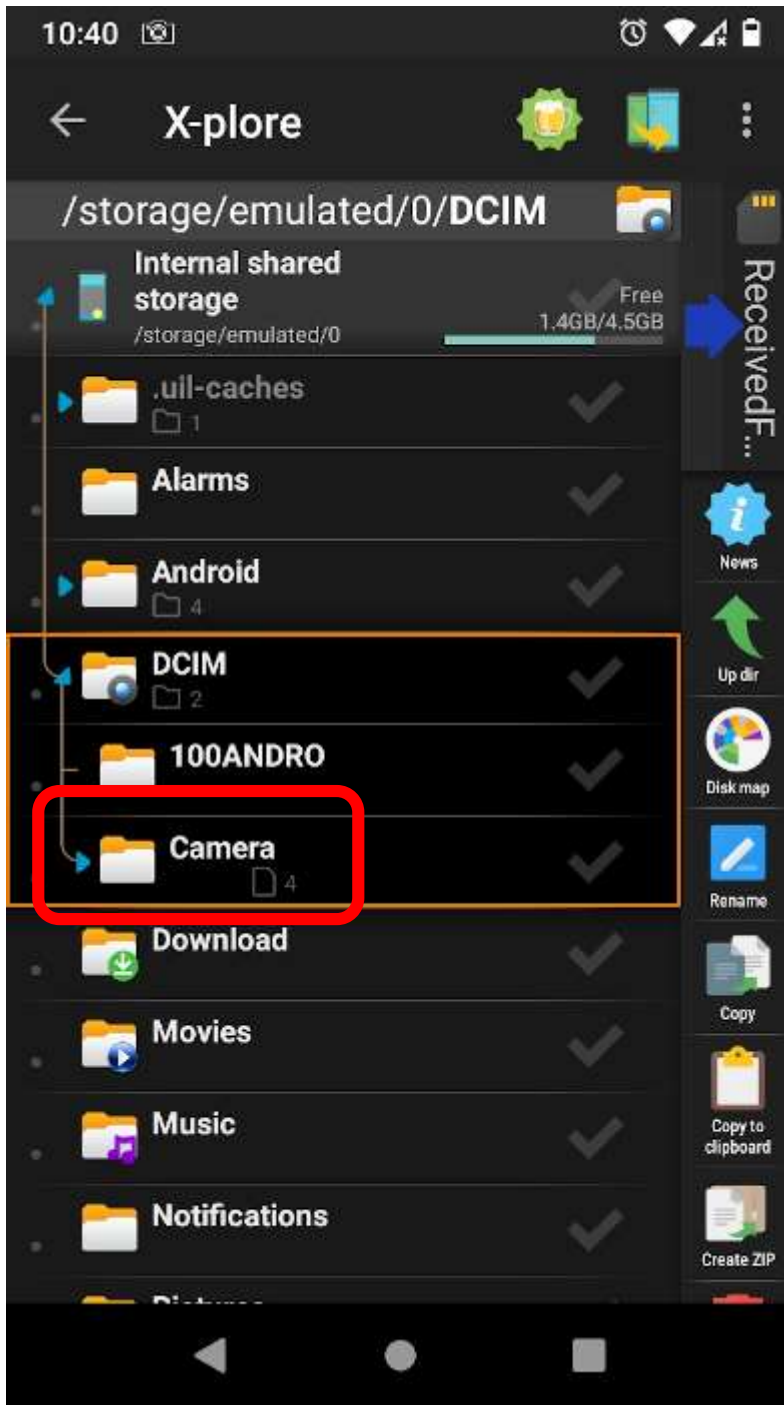 10:40
X-plore
/storage/emulated/0/DCIM
Internal shared
storage
/storage/emulated/0
Free
1.4GB/4.5GB
.uil-caches
1
Alarms
Android
4
DCIM
2
100ANDRO
Camera
4
Download
Movies
Music
Notifications
ReceivedF...
News
Up dir
Disk map
Rename
Copy
Copy to
clipboard
Create ZIP